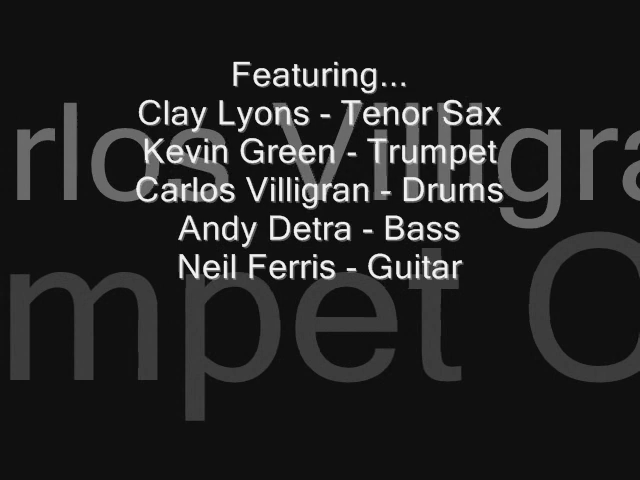 Featuring...
Clay Lyons - Tenor Sax
Kevin Green - Trumpet
Carlos Villigran - Drums
Andy Detra - Bass
Neil Ferris - Guitar
rlos Villigra
mpet C